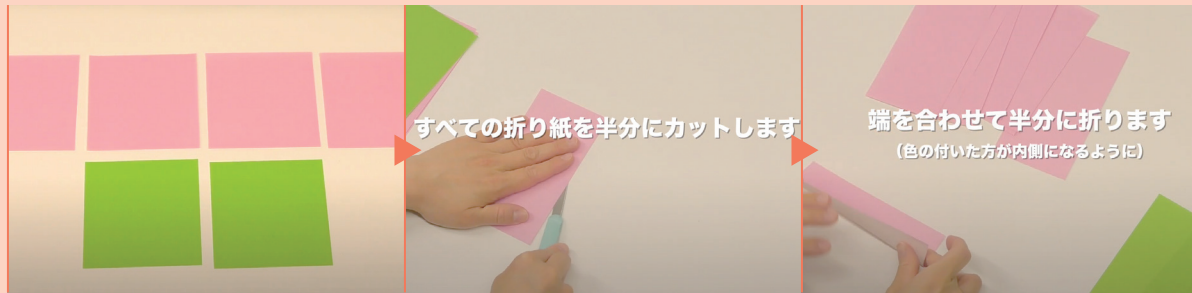 すべての折り紙を半分にカットします
端を合わせて半分に折ります
（色の付いた方が内側になるように）